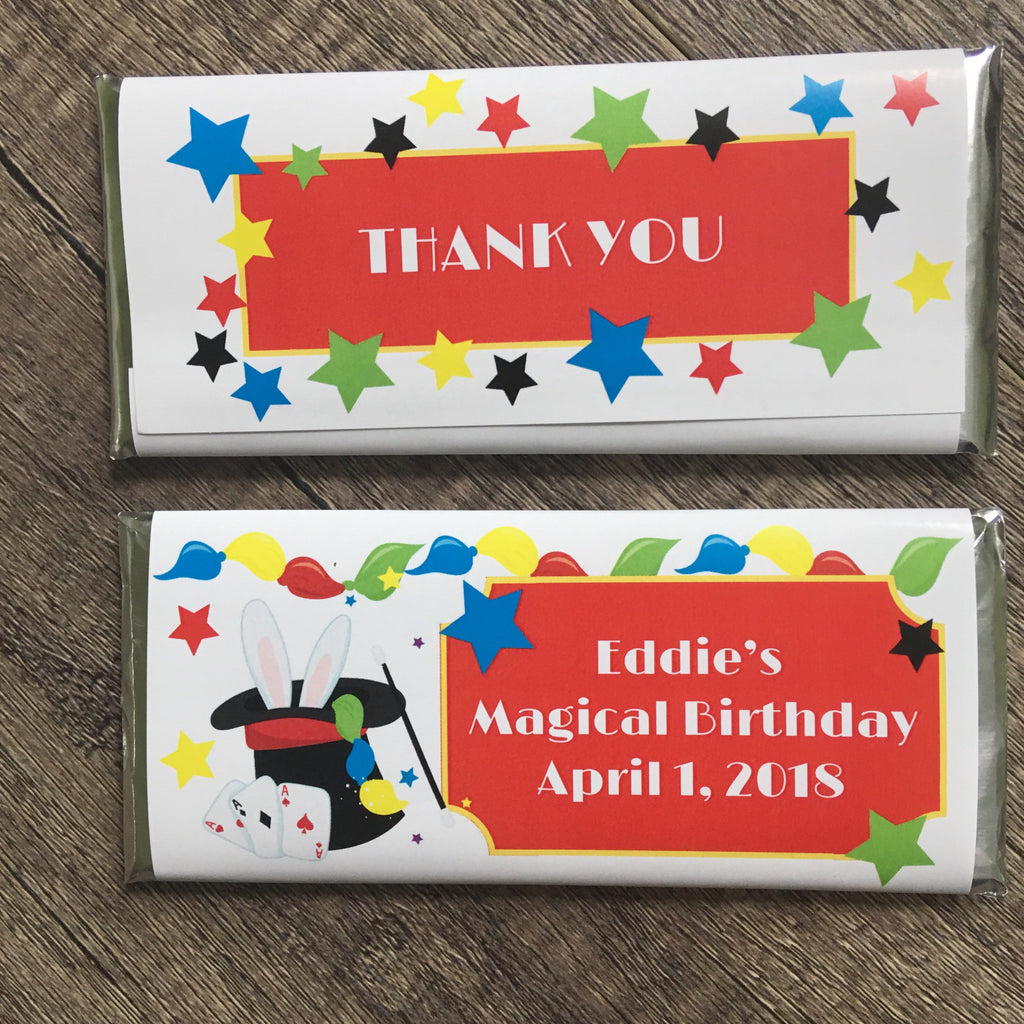 THANK YOU
Eddie's
Magical Birthday
April 1, 2018
A
A
A
A